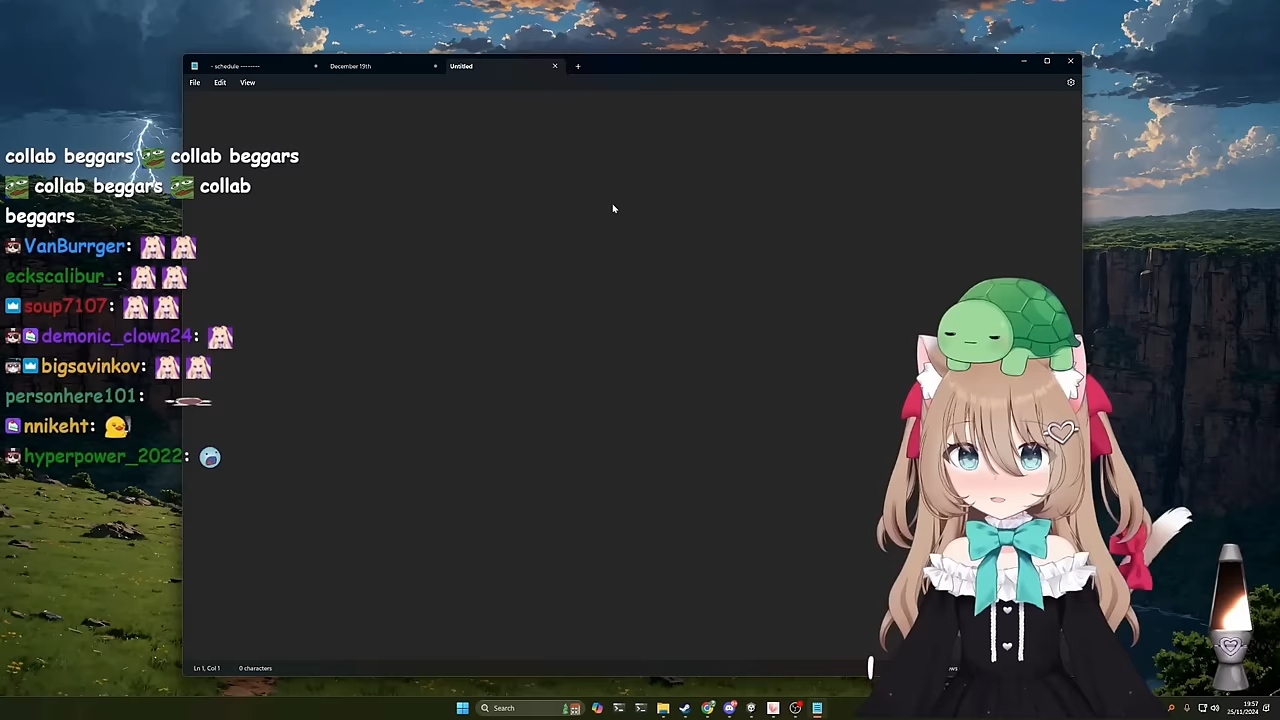 - schedule --------
December 19th
Untitled
File
Edit
View
collab beggars collab beggars
collab beggars collab
beggars
VanBurrger:
eckscalibur_:
soup7107:
demonic_clown24:
bigsavinkov:
personhere101:
nnikeht:
hyperpower_2022:
Ln 1, Col 1
0 characters
Search
19:57
25/11/2024